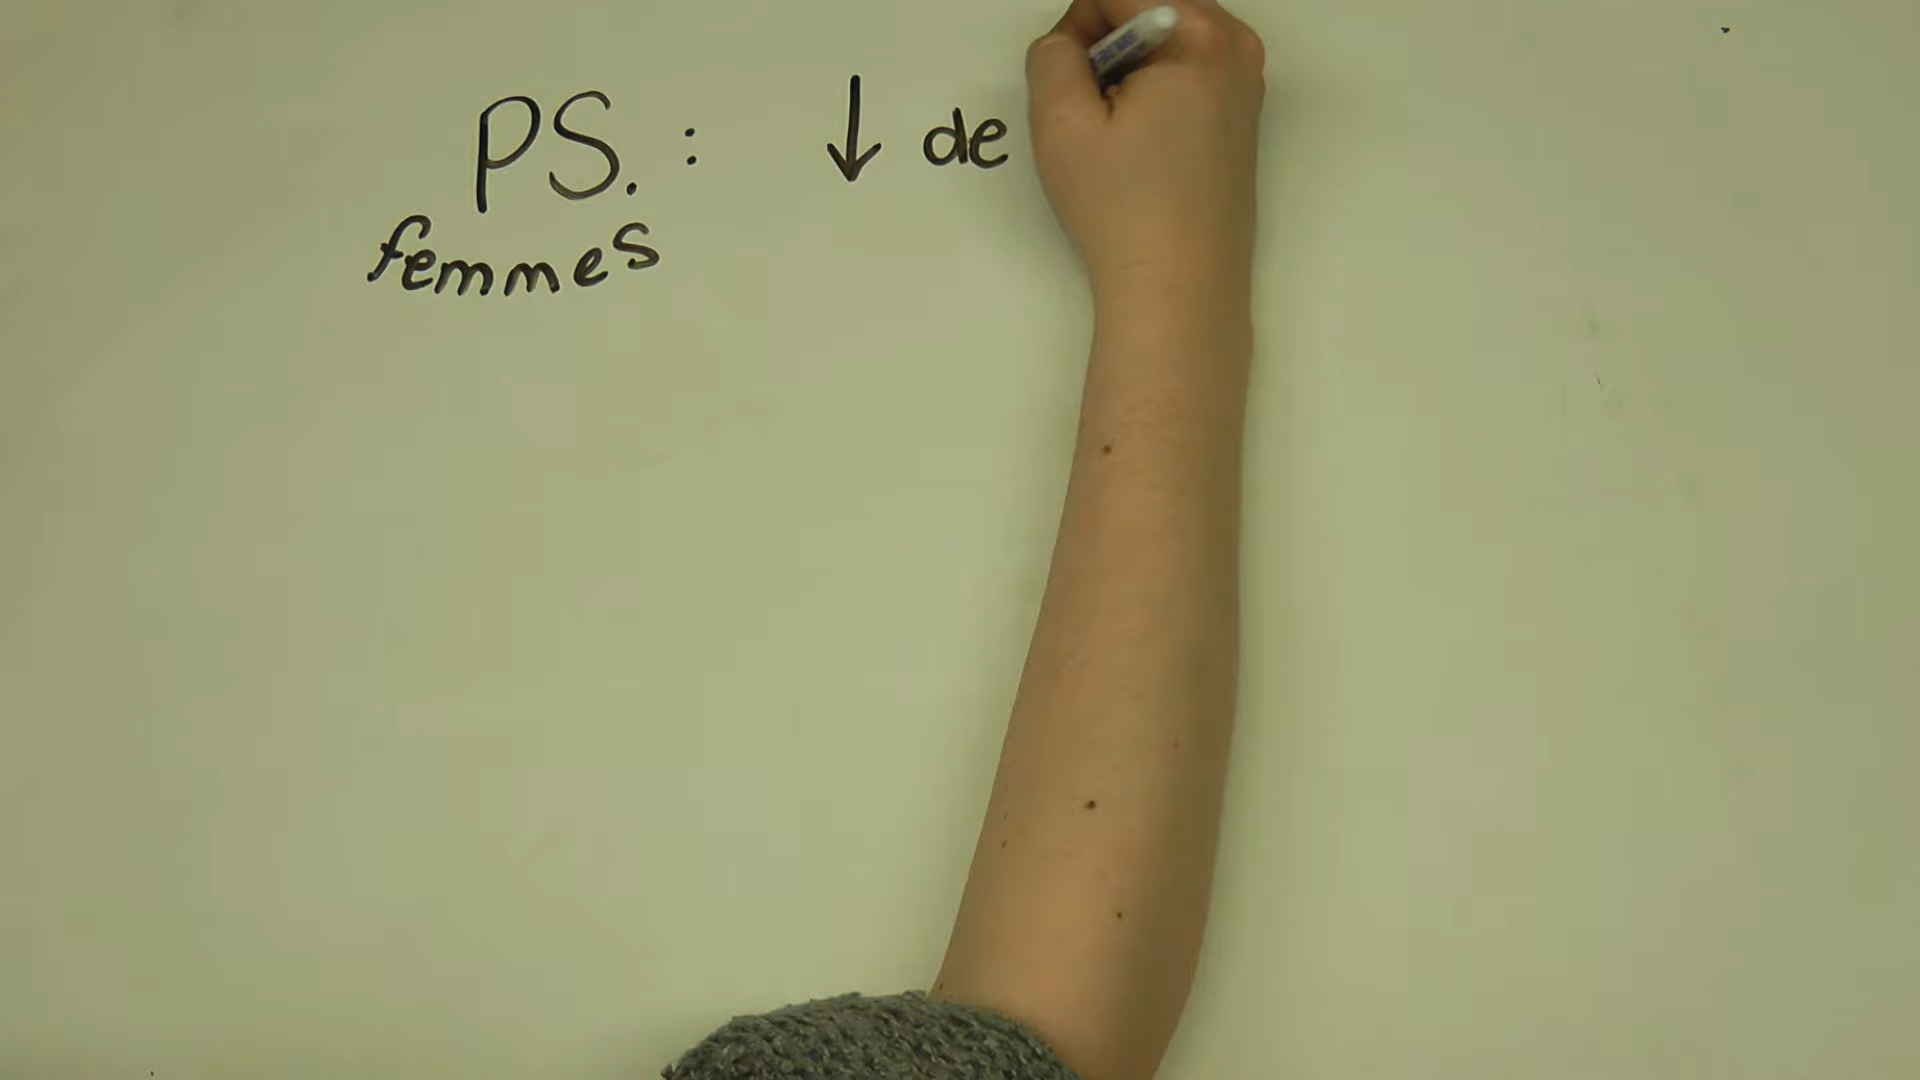 PS. : ↓ de
femmes